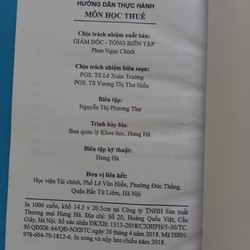 HƯỚNG DẪN THỰC HÀNH
MÔN HỌC THUẾ
Chịu trách nhiệm xuất bản:
GIÁM ĐỐC - TỔNG BIÊN TẬP
Phan Ngọc Chính
Chịu trách nhiệm biên soạn:
PGS. TS Lê Xuân Trường
PGS. TS Vương Thị Thu Hiền
Biên tập:
Nguyễn Thị Phương Thư
Trình bày bìa:
Ban quản lý Khoa học, Hưng Hà
Biên tập kỹ thuật:
Hưng Hà
Đơn vị liên kết:
Học viện Tài chính, Phố Lê Văn Hiến, Phường Đức Thắng,
Quận Bắc Từ Liêm, Hà Nội
In 1000 cuốn, khổ 14.5 x 20.5cm tại Công ty TNHH Sản xuất
Thương mại Hưng Hà. Địa chỉ: Số 20, Hoàng Quốc Việt, Cầu
Giấy, Hà Nội. Số xác nhận ĐKXB: 1313-2018/CXBIPH/5-30/TC.
Số QĐXB: 64/QĐ-NXBTC ngày 20 tháng 4 năm 2018. Mã ISBN:
978-604-79-1812-6. In xong và nộp lưu chiểu năm 2018.